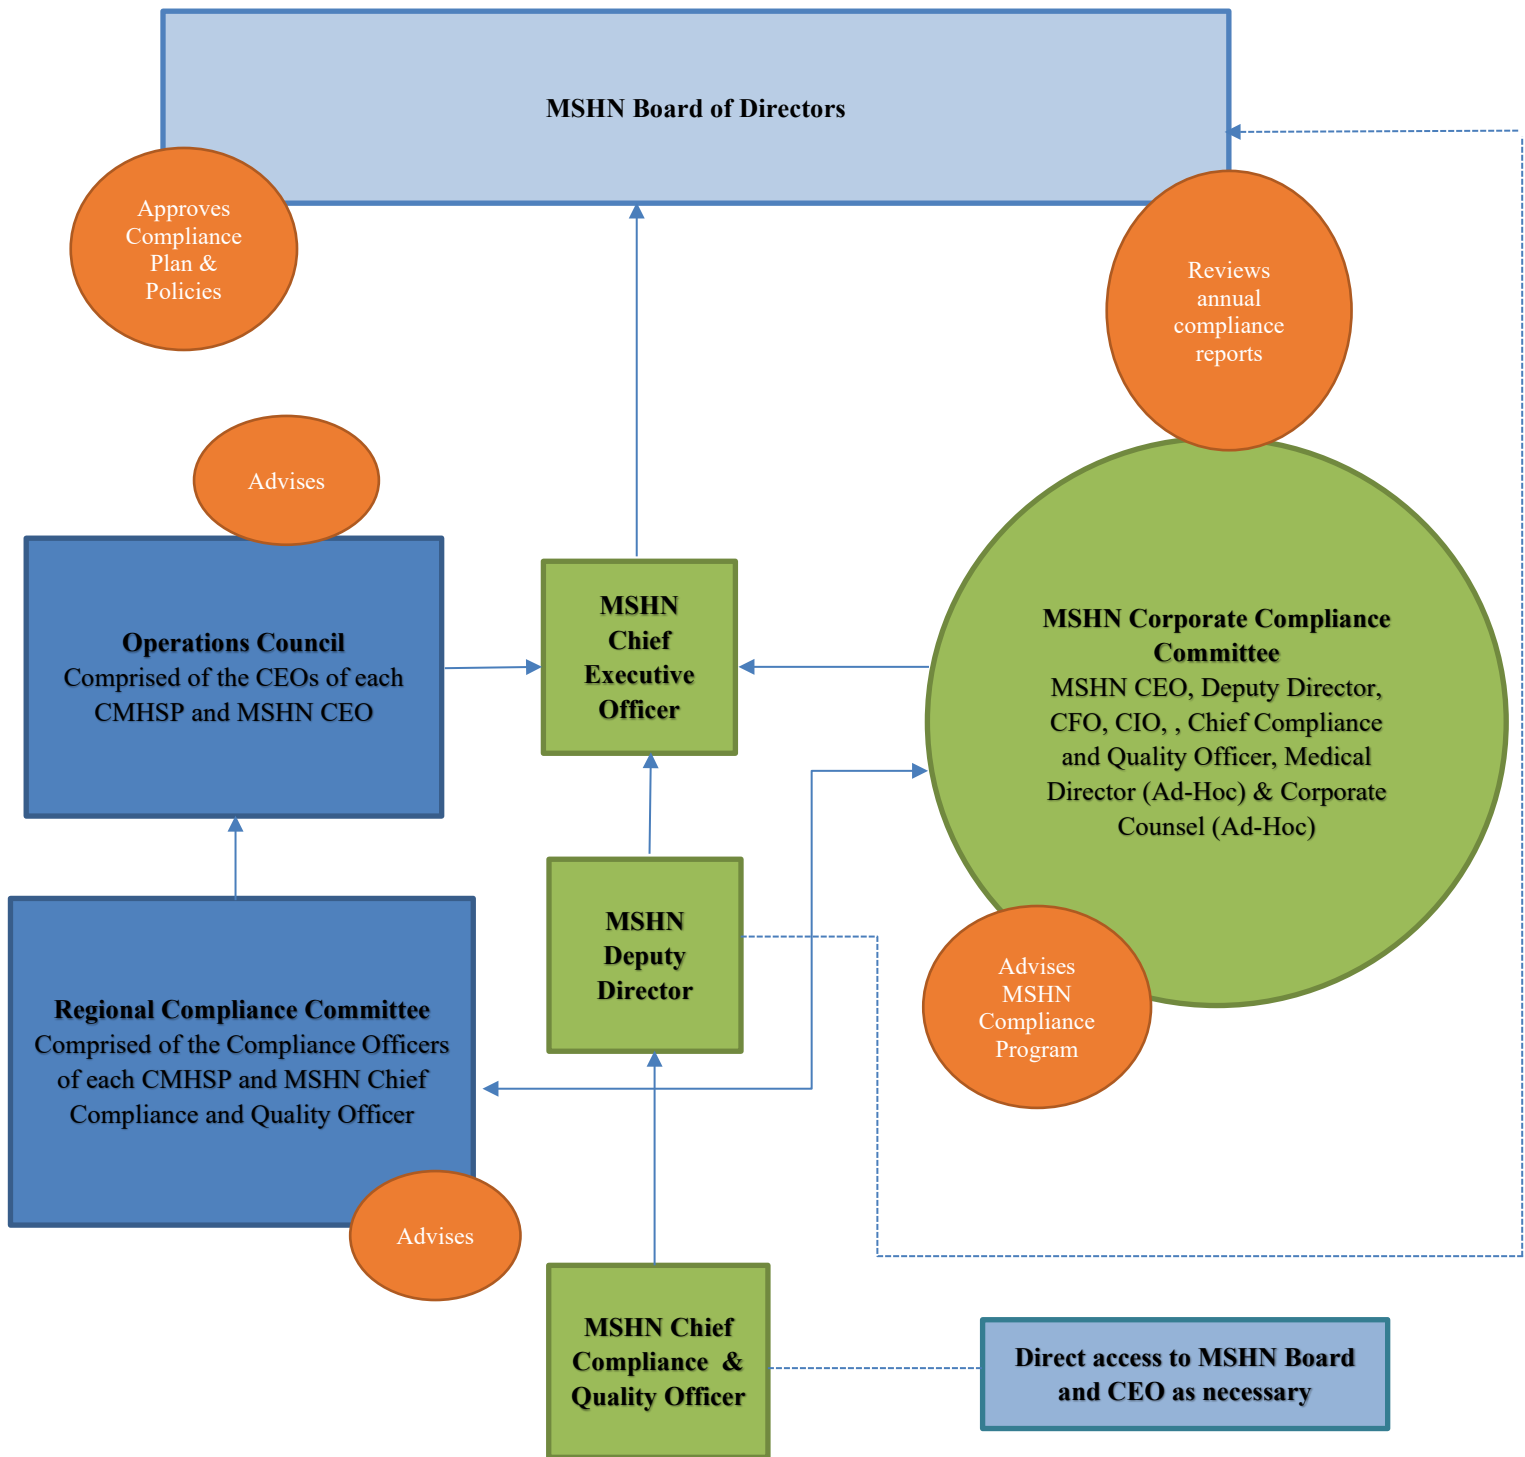 MSHN Board of Directors
Approves
Compliance
Plan &
Policies
Reviews
annual
compliance
reports
Advises
Operations Council
Comprised of the CEOs of each
CMHSP and MSHN CEO
MSHN
Chief
Executive
Officer
MSHN Corporate Compliance
Committee
MSHN CEO, Deputy Director,
CFO, CIO, , Chief Compliance
and Quality Officer, Medical
Director (Ad-Hoc) & Corporate
Counsel (Ad-Hoc)
MSHN
Deputy
Director
Advises
MSHN
Compliance
Program
Regional Compliance Committee
Comprised of the Compliance Officers
of each CMHSP and MSHN Chief
Compliance and Quality Officer
Advises
MSHN Chief
Compliance & 
Quality Officer
Direct access to MSHN Board
and CEO as necessary